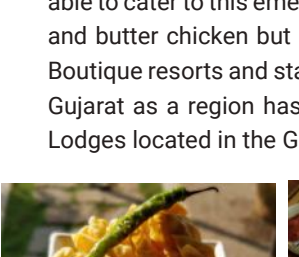 able to cater to this eme
and butter chicken but
Boutique resorts and sta
Gujarat as a region has
Lodges located in the G